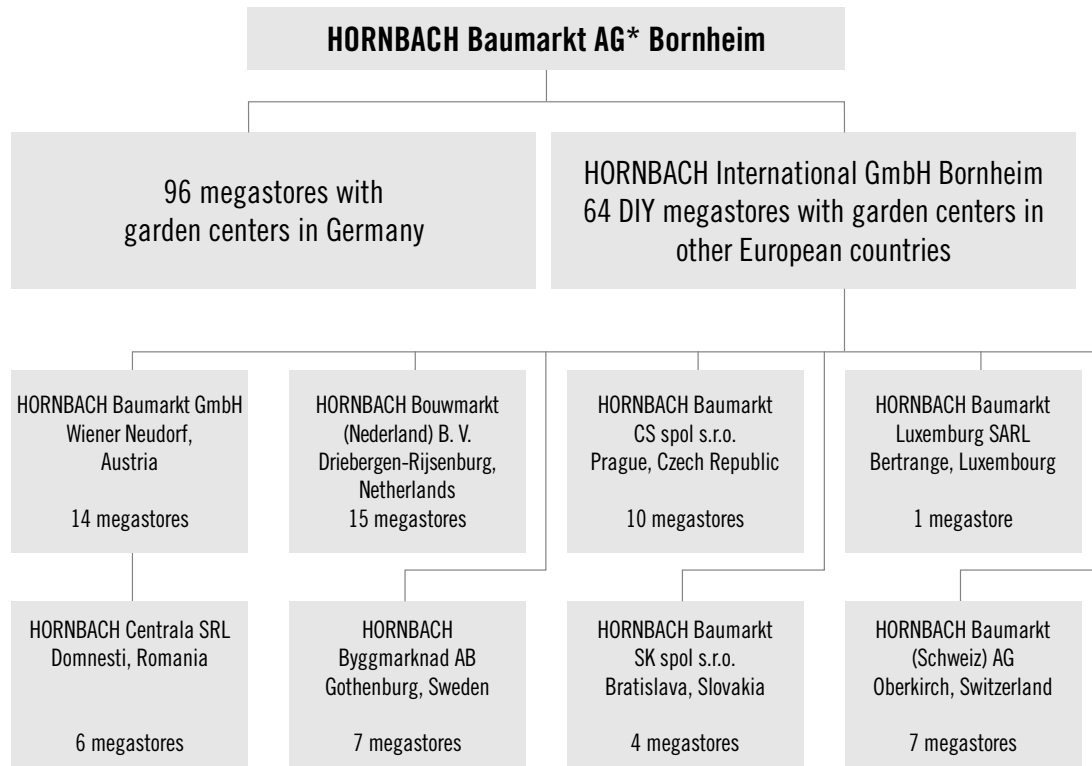 HORNBACH Baumarkt AG* Bornheim
96 megastores with
garden centers in Germany
HORNBACH International GmbH Bornheim
64 DIY megastores with garden centers in
other European countries
HORNBACH Baumarkt GmbH
Wiener Neudorf,
Austria
14 megastores
HORNBACH Bouwmarkt
(Nederland) B. V.
Driebergen-Rijsenburg,
Netherlands
15 megastores
HORNBACH Baumarkt
CS spol s.r.o.
Prague, Czech Republic
10 megastores
HORNBACH Baumarkt
Luxemburg SARL
Bertrange, Luxembourg
1 megastore
HORNBACH Centrala SRL
Domnesti, Romania
6 megastores
HORNBACH
Byggmarknad AB
Gothenburg, Sweden
7 megastores
HORNBACH Baumarkt
SK spol s.r.o.
Bratislava, Slovakia
4 megastores
HORNBACH Baumarkt
(Schweiz) AG
Oberkirch, Switzerland
7 megastores